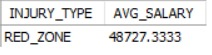 INJURY_TYPE AVG_SALARY
RED_ZONE 48727.3333